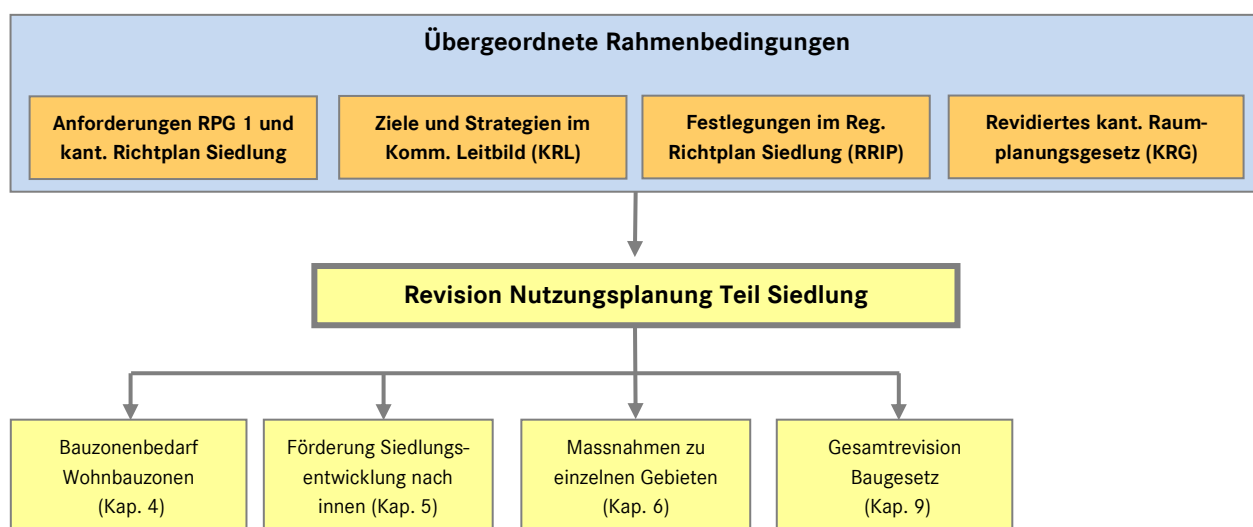 Übergeordnete Rahmenbedingungen
Anforderungen RPG 1 und
kant. Richtplan Siedlung
Ziele und Strategien im
Komm. Leitbild (KRL)
Festlegungen im Reg.
Richtplan Siedlung (RRIP)
Revidiertes kant. Raum-
planungsgesetz (KRG)
Revision Nutzungsplanung Teil Siedlung
Bauzonenbedarf
Wohnbauzonen
(Kap. 4)
Förderung Siedlungs-
entwicklung nach
innen (Kap. 5)
Massnahmen zu
einzelnen Gebieten
(Kap. 6)
Gesamtrevision
Baugesetz
(Kap. 9)